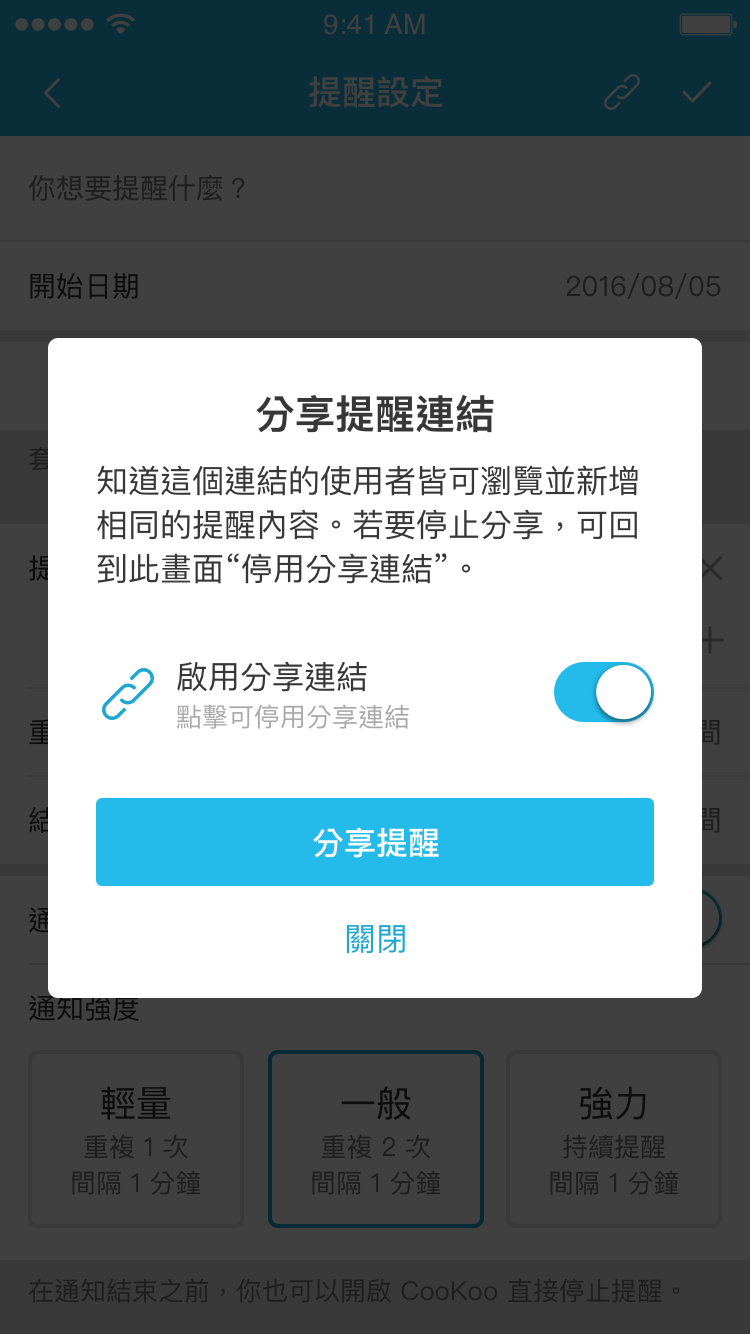 9:41 AM
提醒設定
你想要提醒什麼？
開始日期 2016/08/05
分享提醒連結
知道這個連結的使用者皆可瀏覽並新增
相同的提醒內容。若要停止分享，可回
到此畫面“停用分享連結”。
套
提
啟用分享連結
點擊可停用分享連結
重 間
結 間
分享提醒
通
關閉
通知強度
輕量 一般 強力
重複 1 次 重複 2 次 持續提醒
間隔 1 分鐘 間隔 1 分鐘 間隔 1 分鐘
在通知結束之前，你也可以開啟 CooKoo 直接停止提醒。